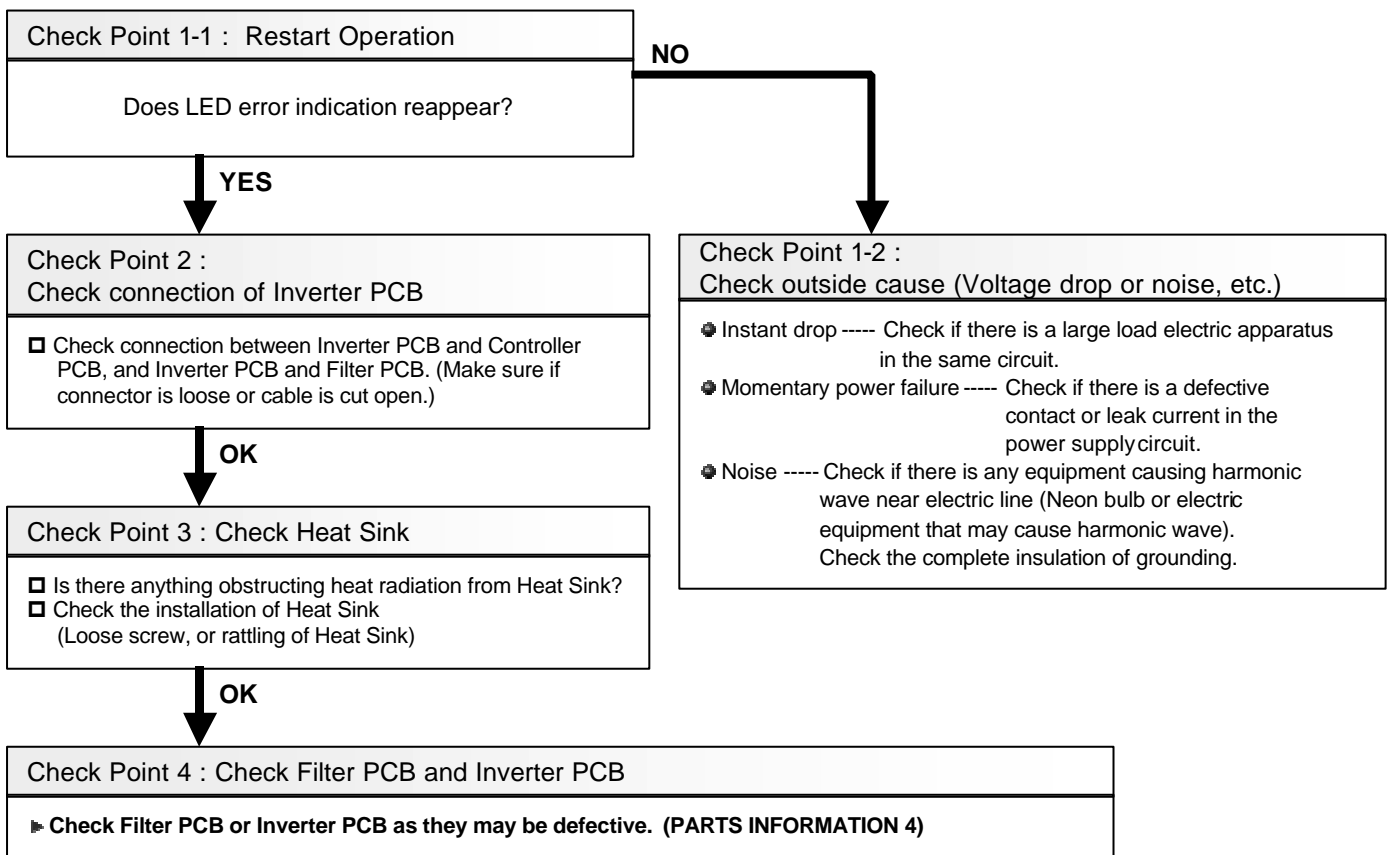 Check Point 1-1 : Restart Operation
Does LED error indication reappear?
NO
YES
Check Point 2 :
Check connection of Inverter PCB
Check connection between Inverter PCB and Controller
PCB, and Inverter PCB and Filter PCB. (Make sure if
connector is loose or cable is cut open.)
OK
Check Point 3 : Check Heat Sink
Is there anything obstructing heat radiation from Heat Sink?
Check the installation of Heat Sink
(Loose screw, or rattling of Heat Sink)
OK
Check Point 1-2 :
Check outside cause (Voltage drop or noise, etc.)
Instant drop ----- Check if there is a large load electric apparatus
in the same circuit.
Momentary power failure ----- Check if there is a defective
contact or leak current in the
power supply circuit.
Noise ----- Check if there is any equipment causing harmonic
wave near electric line (Neon bulb or electric
equipment that may cause harmonic wave).
Check the complete insulation of grounding.
Check Point 4 : Check Filter PCB and Inverter PCB
Check Filter PCB or Inverter PCB as they may be defective. (PARTS INFORMATION 4)